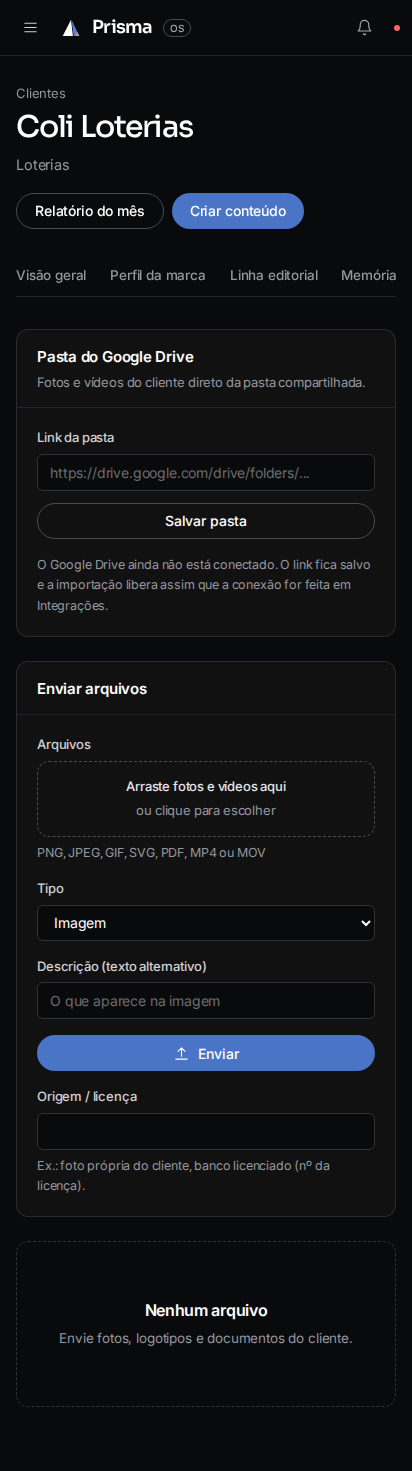 Prisma OS
Clientes
Coli Loterias
Loterias
Relatório do mês Criar conteúdo
Visão geral Perfil da marca Linha editorial Memória
Pasta do Google Drive
Fotos e vídeos do cliente direto da pasta compartilhada.
Link da pasta
https://drive.google.com/drive/folders/...
Salvar pasta
O Google Drive ainda não está conectado. O link fica salvo
e a importação libera assim que a conexão for feita em
Integrações.
Enviar arquivos
Arquivos
Arraste fotos e vídeos aqui
ou clique para escolher
PNG, JPEG, GIF, SVG, PDF, MP4 ou MOV
Tipo
Imagem
Descrição (texto alternativo)
O que aparece na imagem
Enviar
Origem / licença
Ex.: foto própria do cliente, banco licenciado (nº da
licença).
Nenhum arquivo
Envie fotos, logotipos e documentos do cliente.